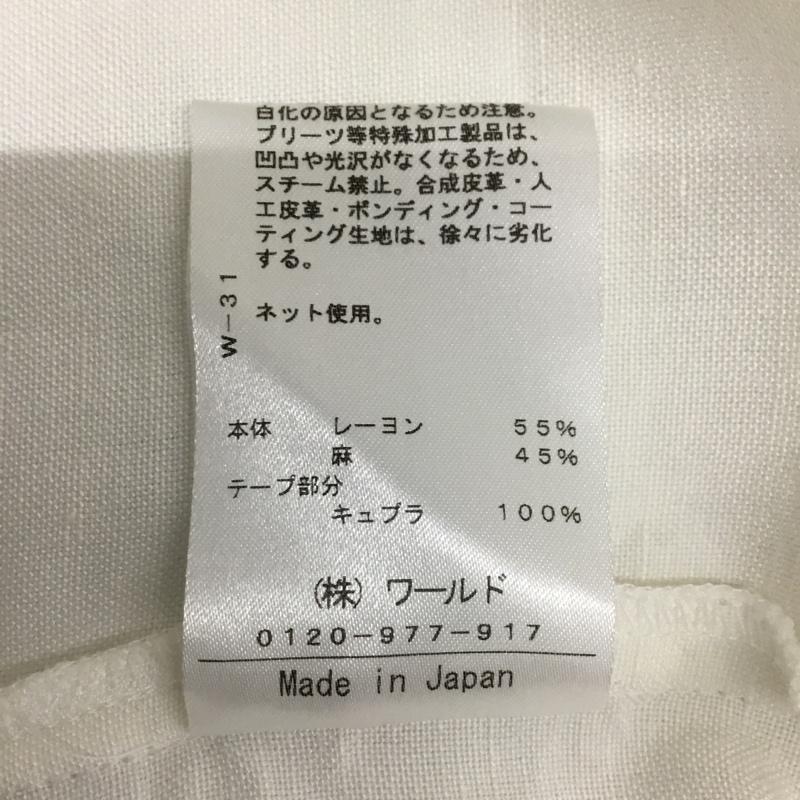 白化の原因となるため注意。
プリーツ等特殊加工製品は、
凹凸や光沢がなくなるため、
スチーム禁止。合成皮革・人
工皮革・ボンディング・コー
ティング生地は、徐々に劣化
する。
W-31
ネット使用。
本体 レーヨン 55%
麻 45%
テープ部分
キュプラ 100%
(株) ワールド
0120-977-917
Made in Japan